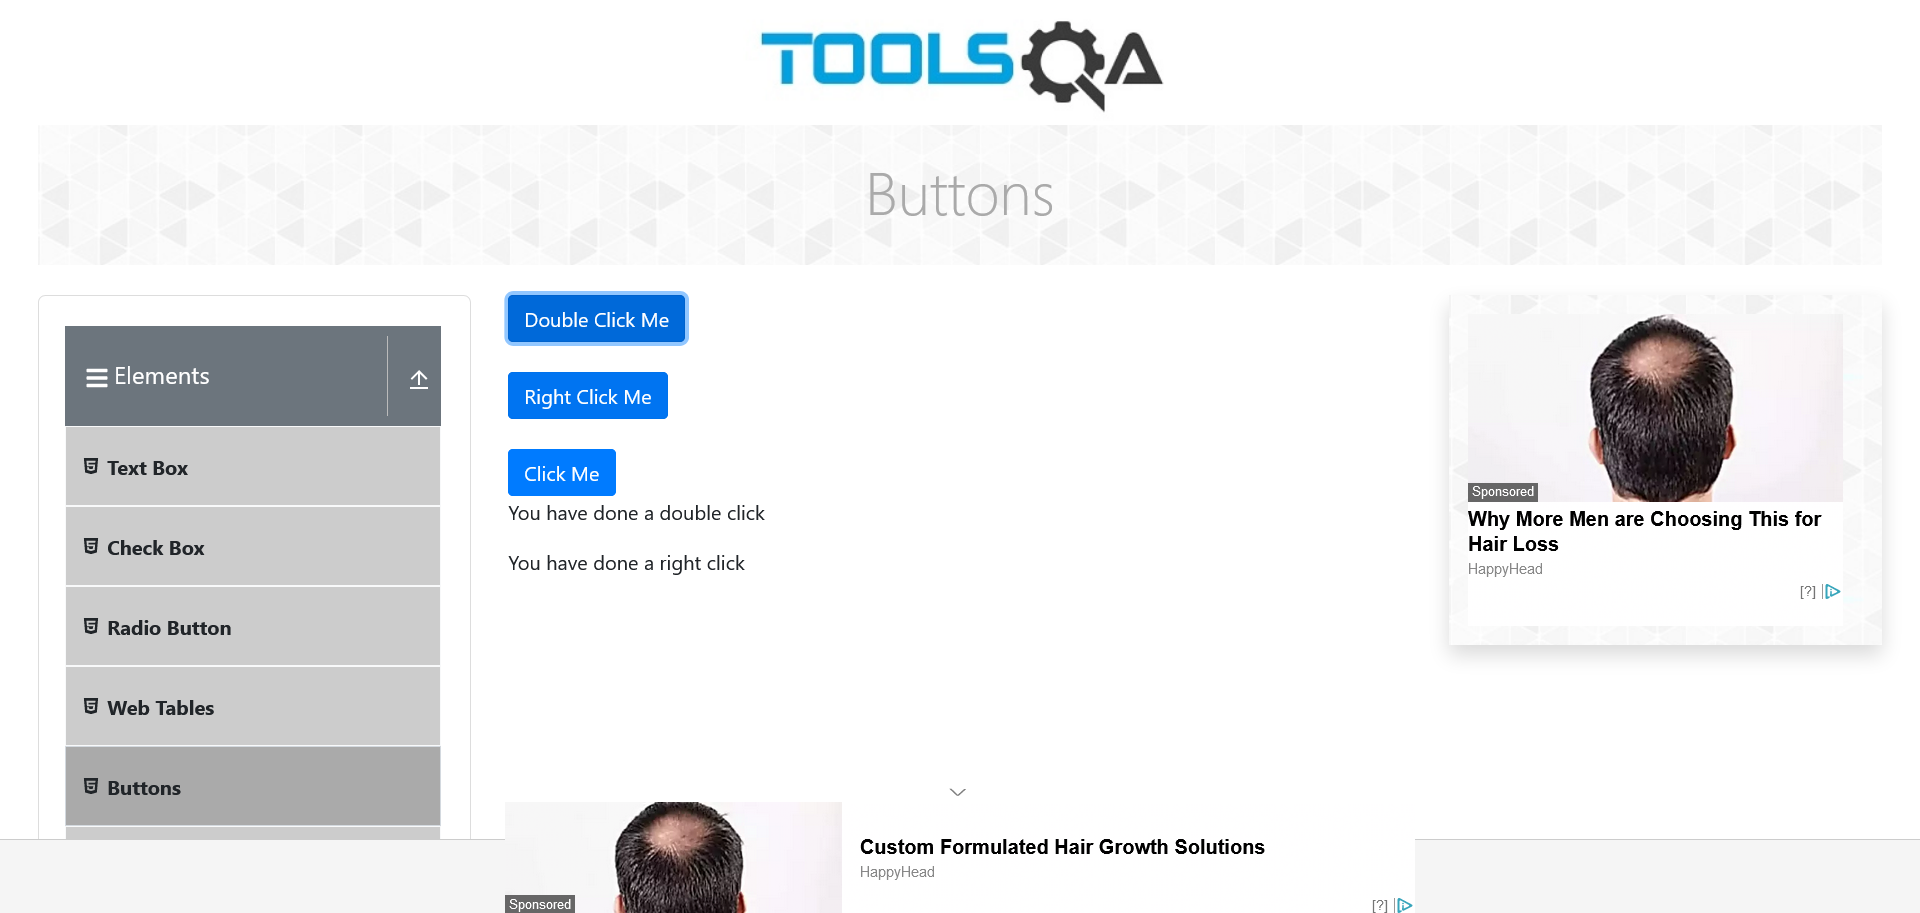 TOOLSQA
Buttons
Elements
Text Box
Check Box
Radio Button
Web Tables
Buttons
Double Click Me
Right Click Me
Click Me
You have done a double click
You have done a right click
Sponsored
Why More Men are Choosing This for
Hair Loss
HappyHead
[?]
Sponsored
Custom Formulated Hair Growth Solutions
HappyHead
[?]